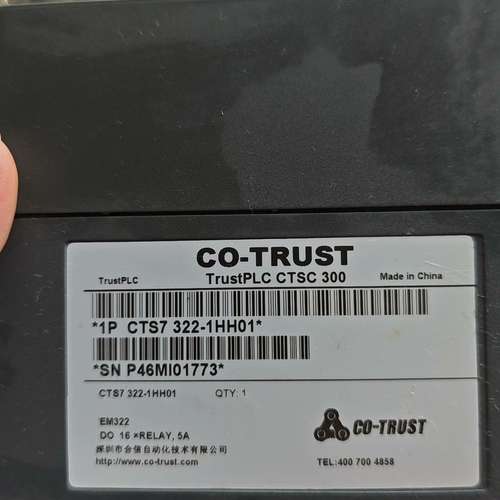 CO-TRUST
TrustPLC TrustPLC CTSC 300 Made in China
*1P CTS7 322-1HH01*
*SN P46MI01773*
CTS7 322-1HH01 QTY: 1
EM322
DO 16 ×RELAY, 5A
深圳市合信自动化技术有限公司
http://www.co-trust.com
CO-TRUST
TEL:400 700 4858